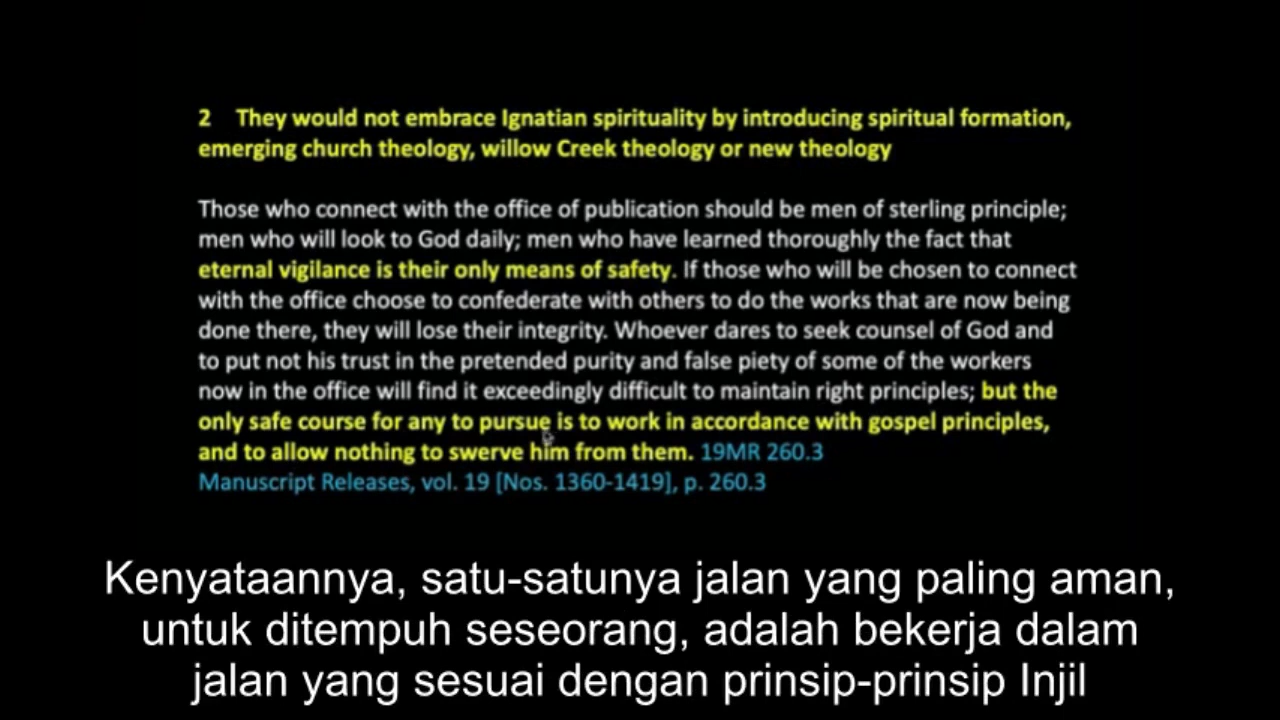 2 They would not embrace Ignatian spirituality by introducing spiritual formation,
emerging church theology, willow Creek theology or new theology
Those who connect with the office of publication should be men of sterling principle;
men who will look to God daily; men who have learned thoroughly the fact that
eternal vigilance is their only means of safety. If those who will be chosen to connect
with the office choose to confederate with others to do the works that are now being
done there, they will lose their integrity. Whoever dares to seek counsel of God and
to put not his trust in the pretended purity and false piety of some of the workers
now in the office will find it exceedingly difficult to maintain right principles; but the
only safe course for any to pursue is to work in accordance with gospel principles,
and to allow nothing to swerve him from them. 19MR 260.3
Manuscript Releases, vol. 19 [Nos. 1360-1419], p. 260.3
Kenyataannya, satu-satunya jalan yang paling aman,
untuk ditempuh seseorang, adalah bekerja dalam
jalan yang sesuai dengan prinsip-prinsip Injil